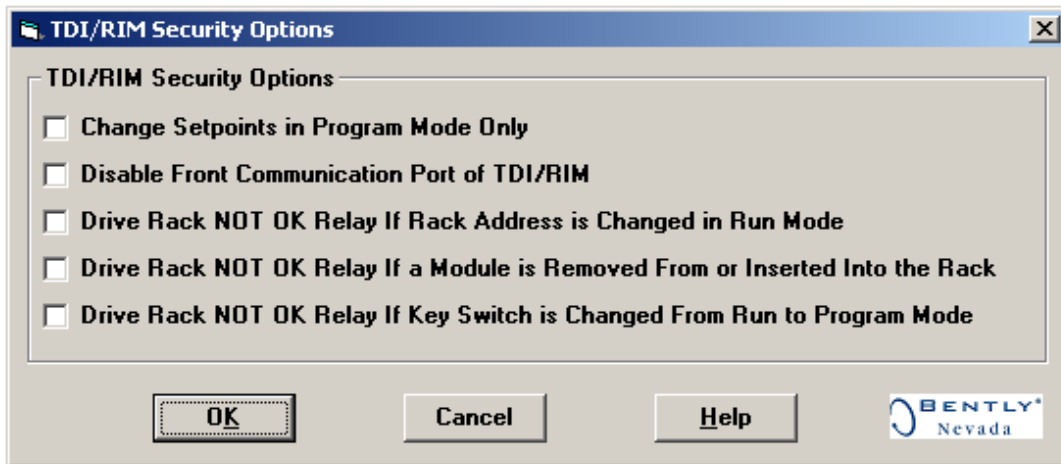 TDI/RIM Security Options
TDI/RIM Security Options
Change Setpoints in Program Mode Only
Disable Front Communication Port of TDI/RIM
Drive Rack NOT OK Relay If Rack Address is Changed in Run Mode
Drive Rack NOT OK Relay If a Module is Removed From or Inserted Into the Rack
Drive Rack NOT OK Relay If Key Switch is Changed From Run to Program Mode
OK Cancel Help
BENTLY®
Nevada